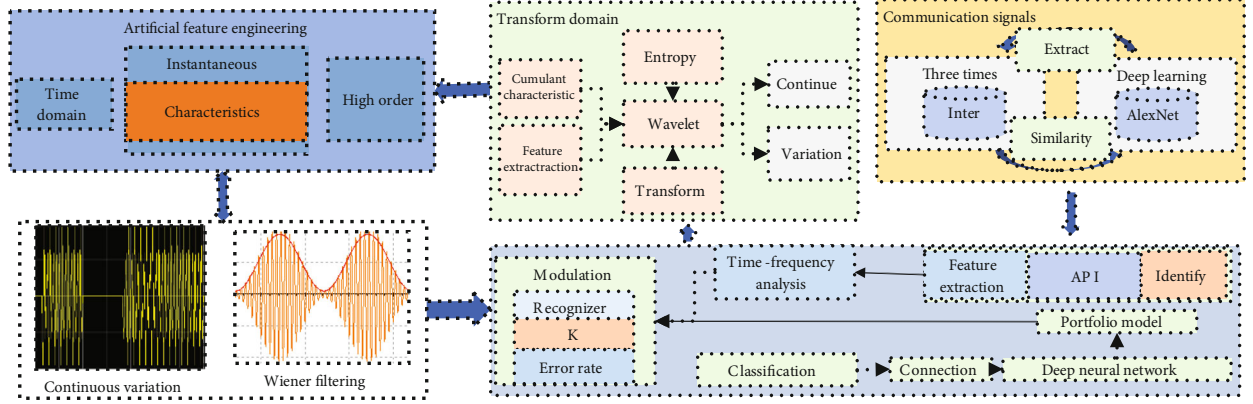 Artificial feature engineering
Time
domain
Instantaneous
Characteristics
High order
Transform domain
Cumulant
characteristic
Feature
extractraction
Entropy
Wavelet
Transform
Continue
Variation
Communication signals
Extract
Three times
Inter
Similarity
Deep learning
AlexNet
Continuous variation
Wiener filtering
Modulation
Recognizer
K
Error rate
Time -frequency
analysis
Feature
extraction
AP I
Identify
Portfolio model
Classification
Connection
Deep neural network